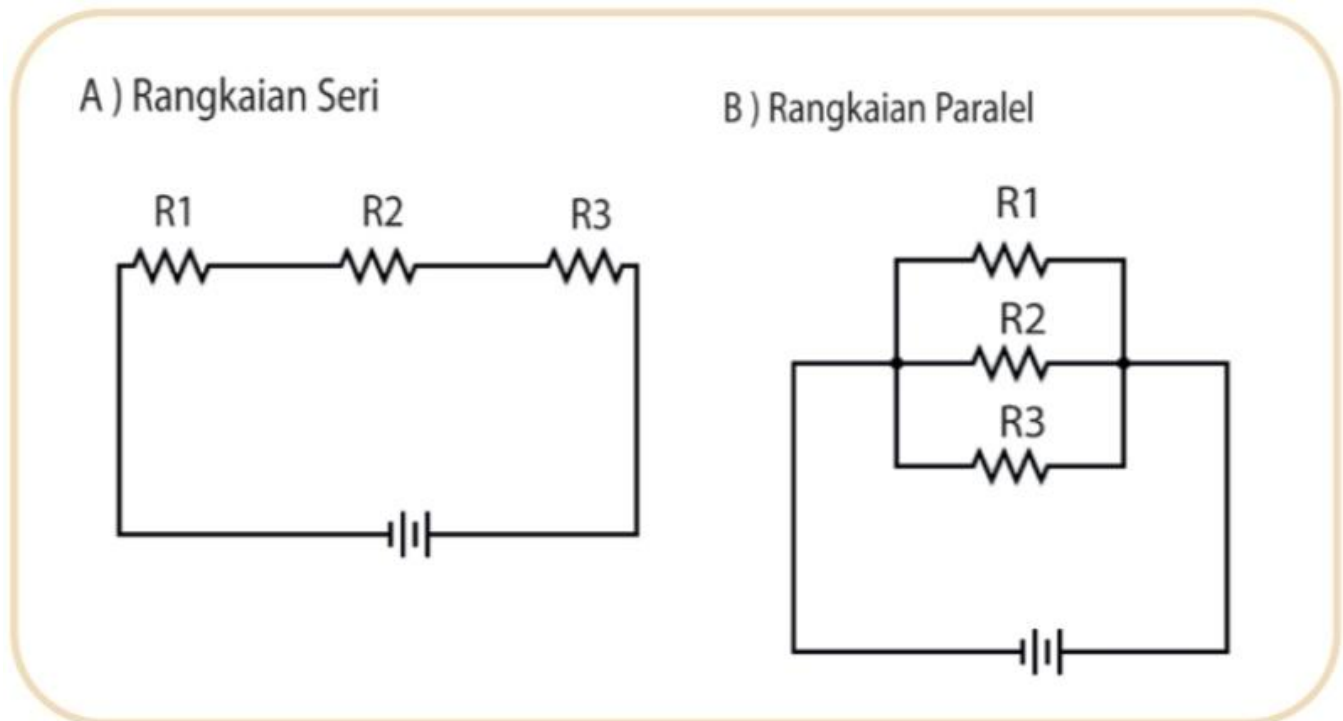 A ) Rangkaian Seri
R1 R2 R3
B ) Rangkaian Paralel
R1
R2
R3